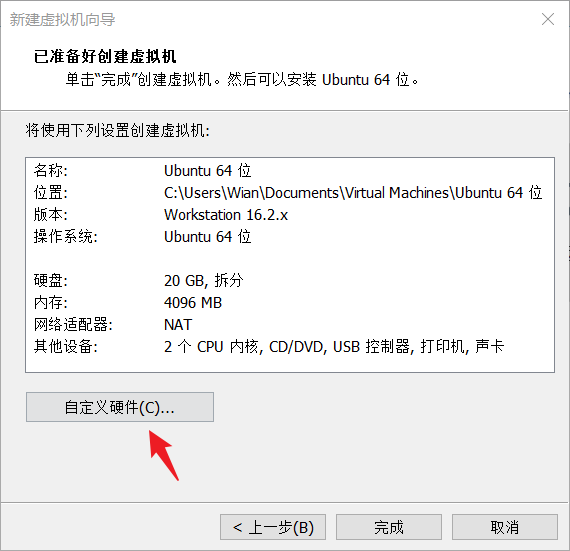 新建虚拟机向导
已准备好创建虚拟机
单击“完成”创建虚拟机。然后可以安装 Ubuntu 64 位。
将使用下列设置创建虚拟机:
名称: Ubuntu 64 位
位置: C:\Users\Wian\Documents\Virtual Machines\Ubuntu 64 位
版本: Workstation 16.2.x
操作系统: Ubuntu 64 位
硬盘: 20 GB, 拆分
内存: 4096 MB
网络适配器: NAT
其他设备: 2 个 CPU 内核, CD/DVD, USB 控制器, 打印机, 声卡
自定义硬件(C)...
< 上一步(B) 完成 取消